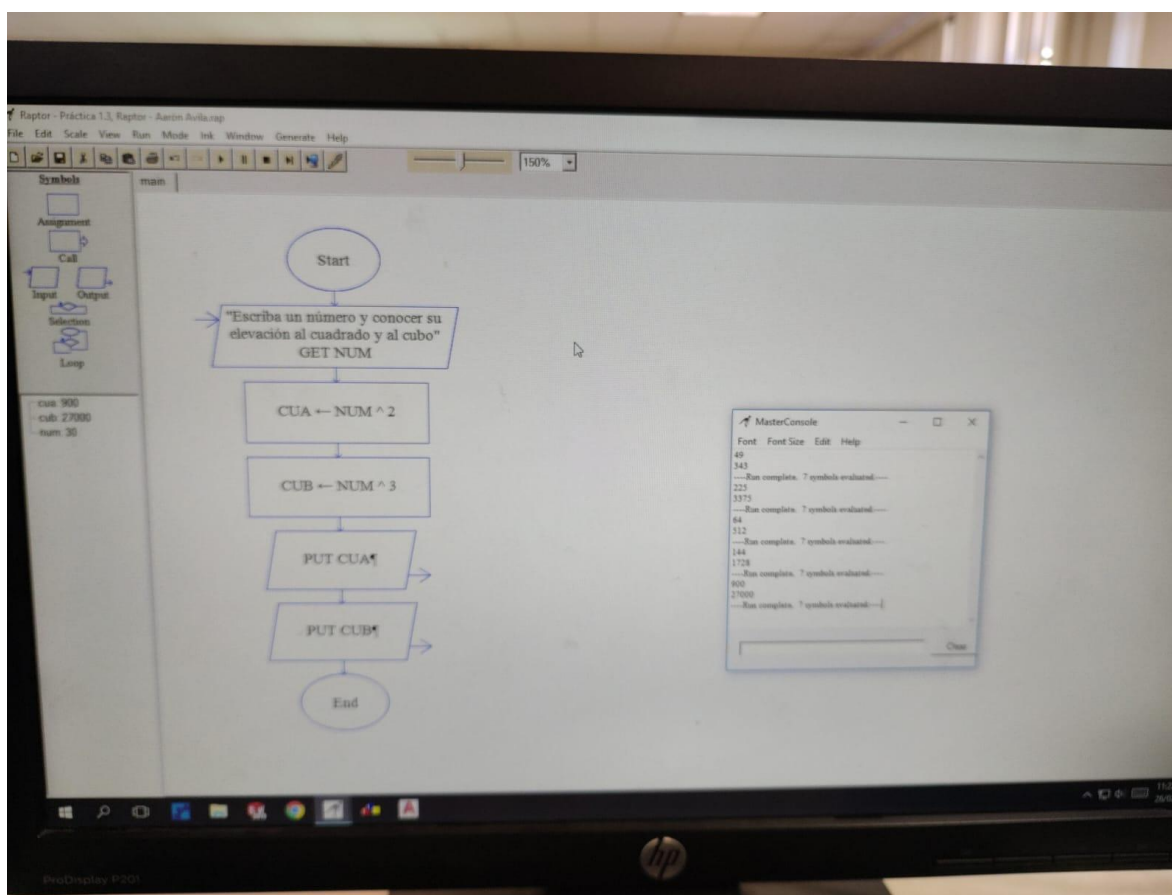 Raptor - Práctica 1.3, Raptor - Aarón Avila.rap
File Edit Scale View Run Mode Ink Window Generate Help
150%
Symbols
main
Assignment
Call
Input Output
Selection
Loop
cua: 900
cub: 27000
num: 30
Start
"Escriba un número y conocer su
elevación al cuadrado y al cubo"
GET NUM
CUA ← NUM ^ 2
CUB ← NUM ^ 3
PUT CUA¶
PUT CUB¶
End
MasterConsole
Font Font Size Edit Help
49
343
----Run complete. 7 symbols evaluated.----
225
3375
----Run complete. 7 symbols evaluated.----
64
512
----Run complete. 7 symbols evaluated.----
144
1728
----Run complete. 7 symbols evaluated.----
900
27000
----Run complete. 7 symbols evaluated.----
Clear
hp
ProDisplay P201